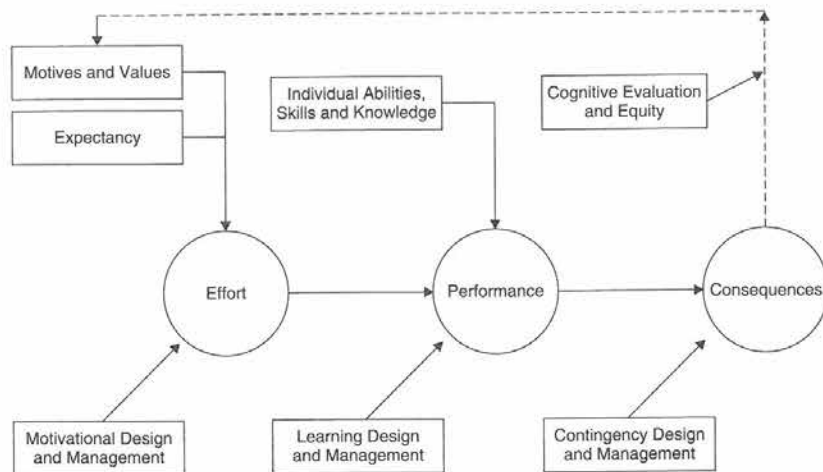 Motives and Values
Expectancy
Individual Abilities,
Skills and Knowledge
Cognitive Evaluation
and Equity
Effort
Performance
Consequences
Motivational Design
and Management
Learning Design
and Management
Contingency Design
and Management